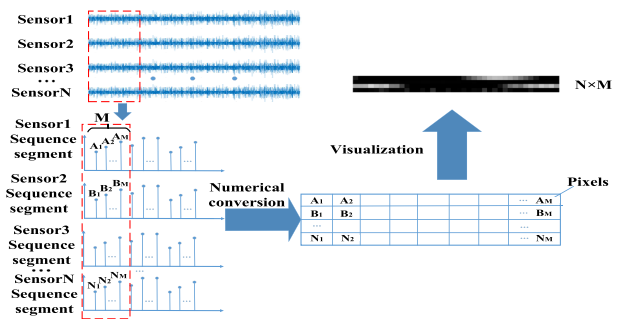 Sensor1
Sensor2
Sensor3
...
SensorN
Sensor1
Sequence
segment
M
A1 A2 AM
...
...
Sensor2
Sequence
segment
B1 B2 BM
...
...
Sensor3
Sequence
segment
...
...
...
...
SensorN
Sequence
segment
N1 N2 NM
...
...
Numerical
conversion
Visualization
N×M
Pixels
A1 A2 ... AM
B1 B2 ... BM
... ...
N1 N2 ... NM